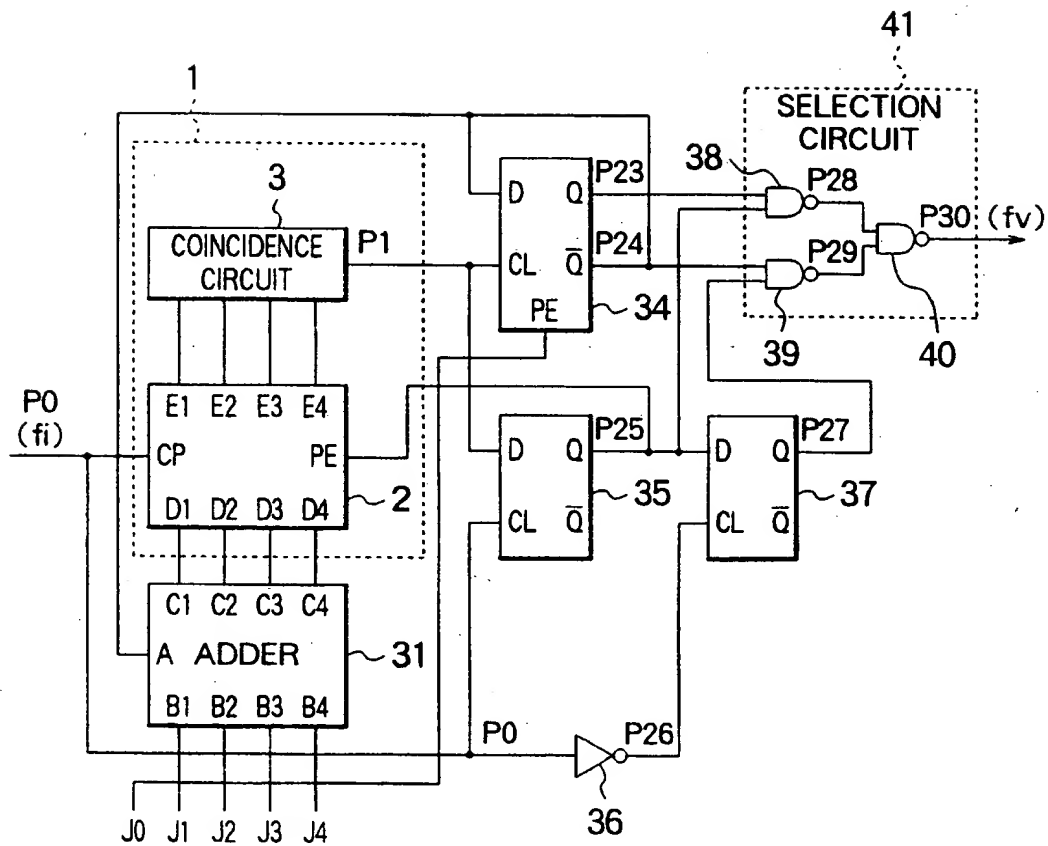 41
1
SELECTION
CIRCUIT
38
P28
P30 (fv)
P29
39
40
3
COINCIDENCE
CIRCUIT
P1
D Q P23
CL Q P24
PE
34
P0
(fi)
E1 E2 E3 E4
CP PE
D1 D2 D3 D4
2
D Q P25
CL Q
35
D Q P27
CL Q
37
C1 C2 C3 C4
A ADDER
B1 B2 B3 B4
31
P0
P26
36
J0 J1 J2 J3 J4